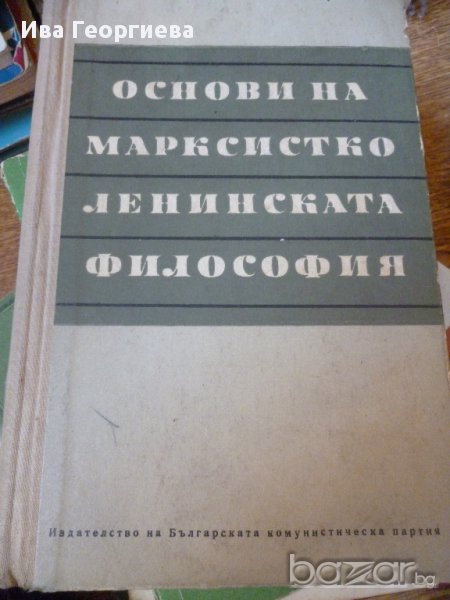 Ива Георгиева
ОСНОВИ НА
МАРКСИСТКО
ЛЕНИНСКАТА
ФИЛОСОФИЯ
Издателство на Българската комунистическа партия
bazar.bg